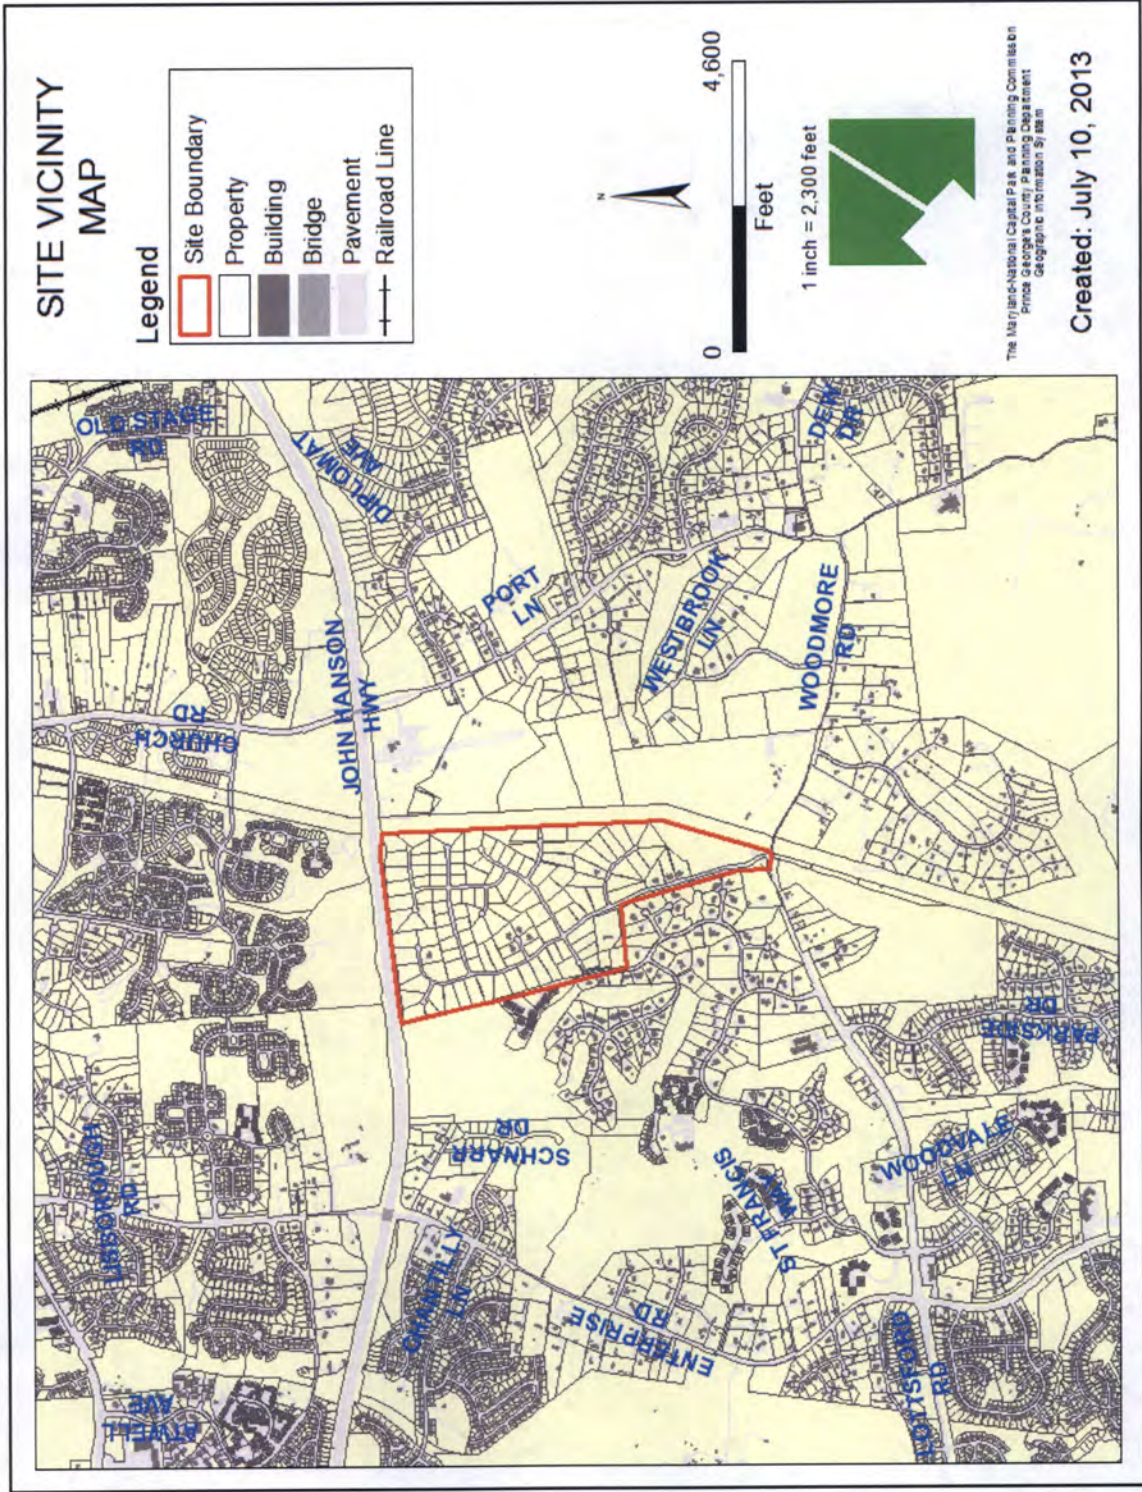 SITE VICINITY
MAP
Legend
Site Boundary
Property
Building
Bridge
Pavement
Railroad Line
N
0
4,600
Feet
1 inch = 2,300 feet
The Maryland-National Capital Park and Planning Commission
Prince George's County Planning Department
Geographic Information System
Created: July 10, 2013
OLD STAGE
RD
DIPLOMAT
AVE
CHURCH
RD
JOHN HANSON
HWY
PORT
LN
WESTBROOK
LN
DEW
DR
WOODMORE
RD
LISBOROUGH
RD
ATWELL
AVE
SCHNARR
DR
CHANTILLY
LN
ENTERPRISE
RD
ST FRANCIS
WAY
PARKSIDE
DR
WOODVALE
LN
LOTTSFORD
RD